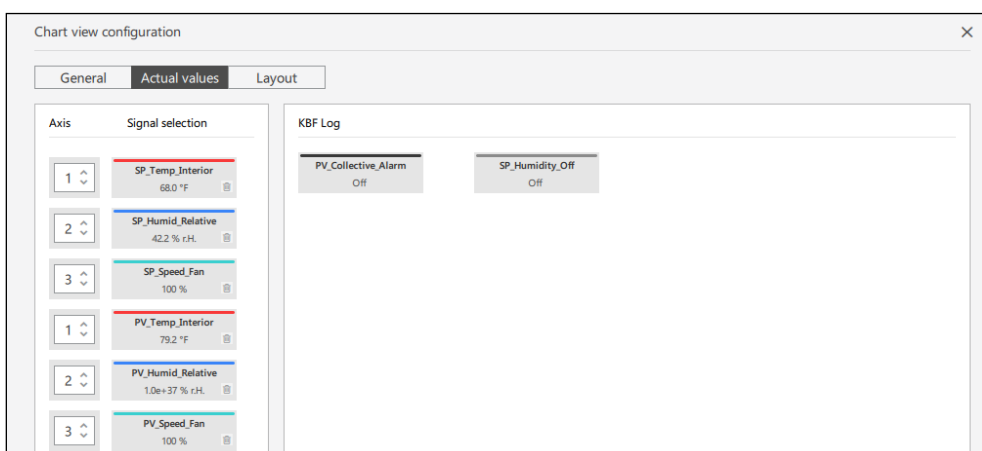 Chart view configuration
General Actual values Layout
Axis Signal selection
1 SP_Temp_Interior
68.0 °F
2 SP_Humid_Relative
42.2 % r.H.
3 SP_Speed_Fan
100 %
1 PV_Temp_Interior
79.2 °F
2 PV_Humid_Relative
1.0e+37 % r.H.
3 PV_Speed_Fan
100 %
KBF Log
PV_Collective_Alarm SP_Humidity_Off
Off Off